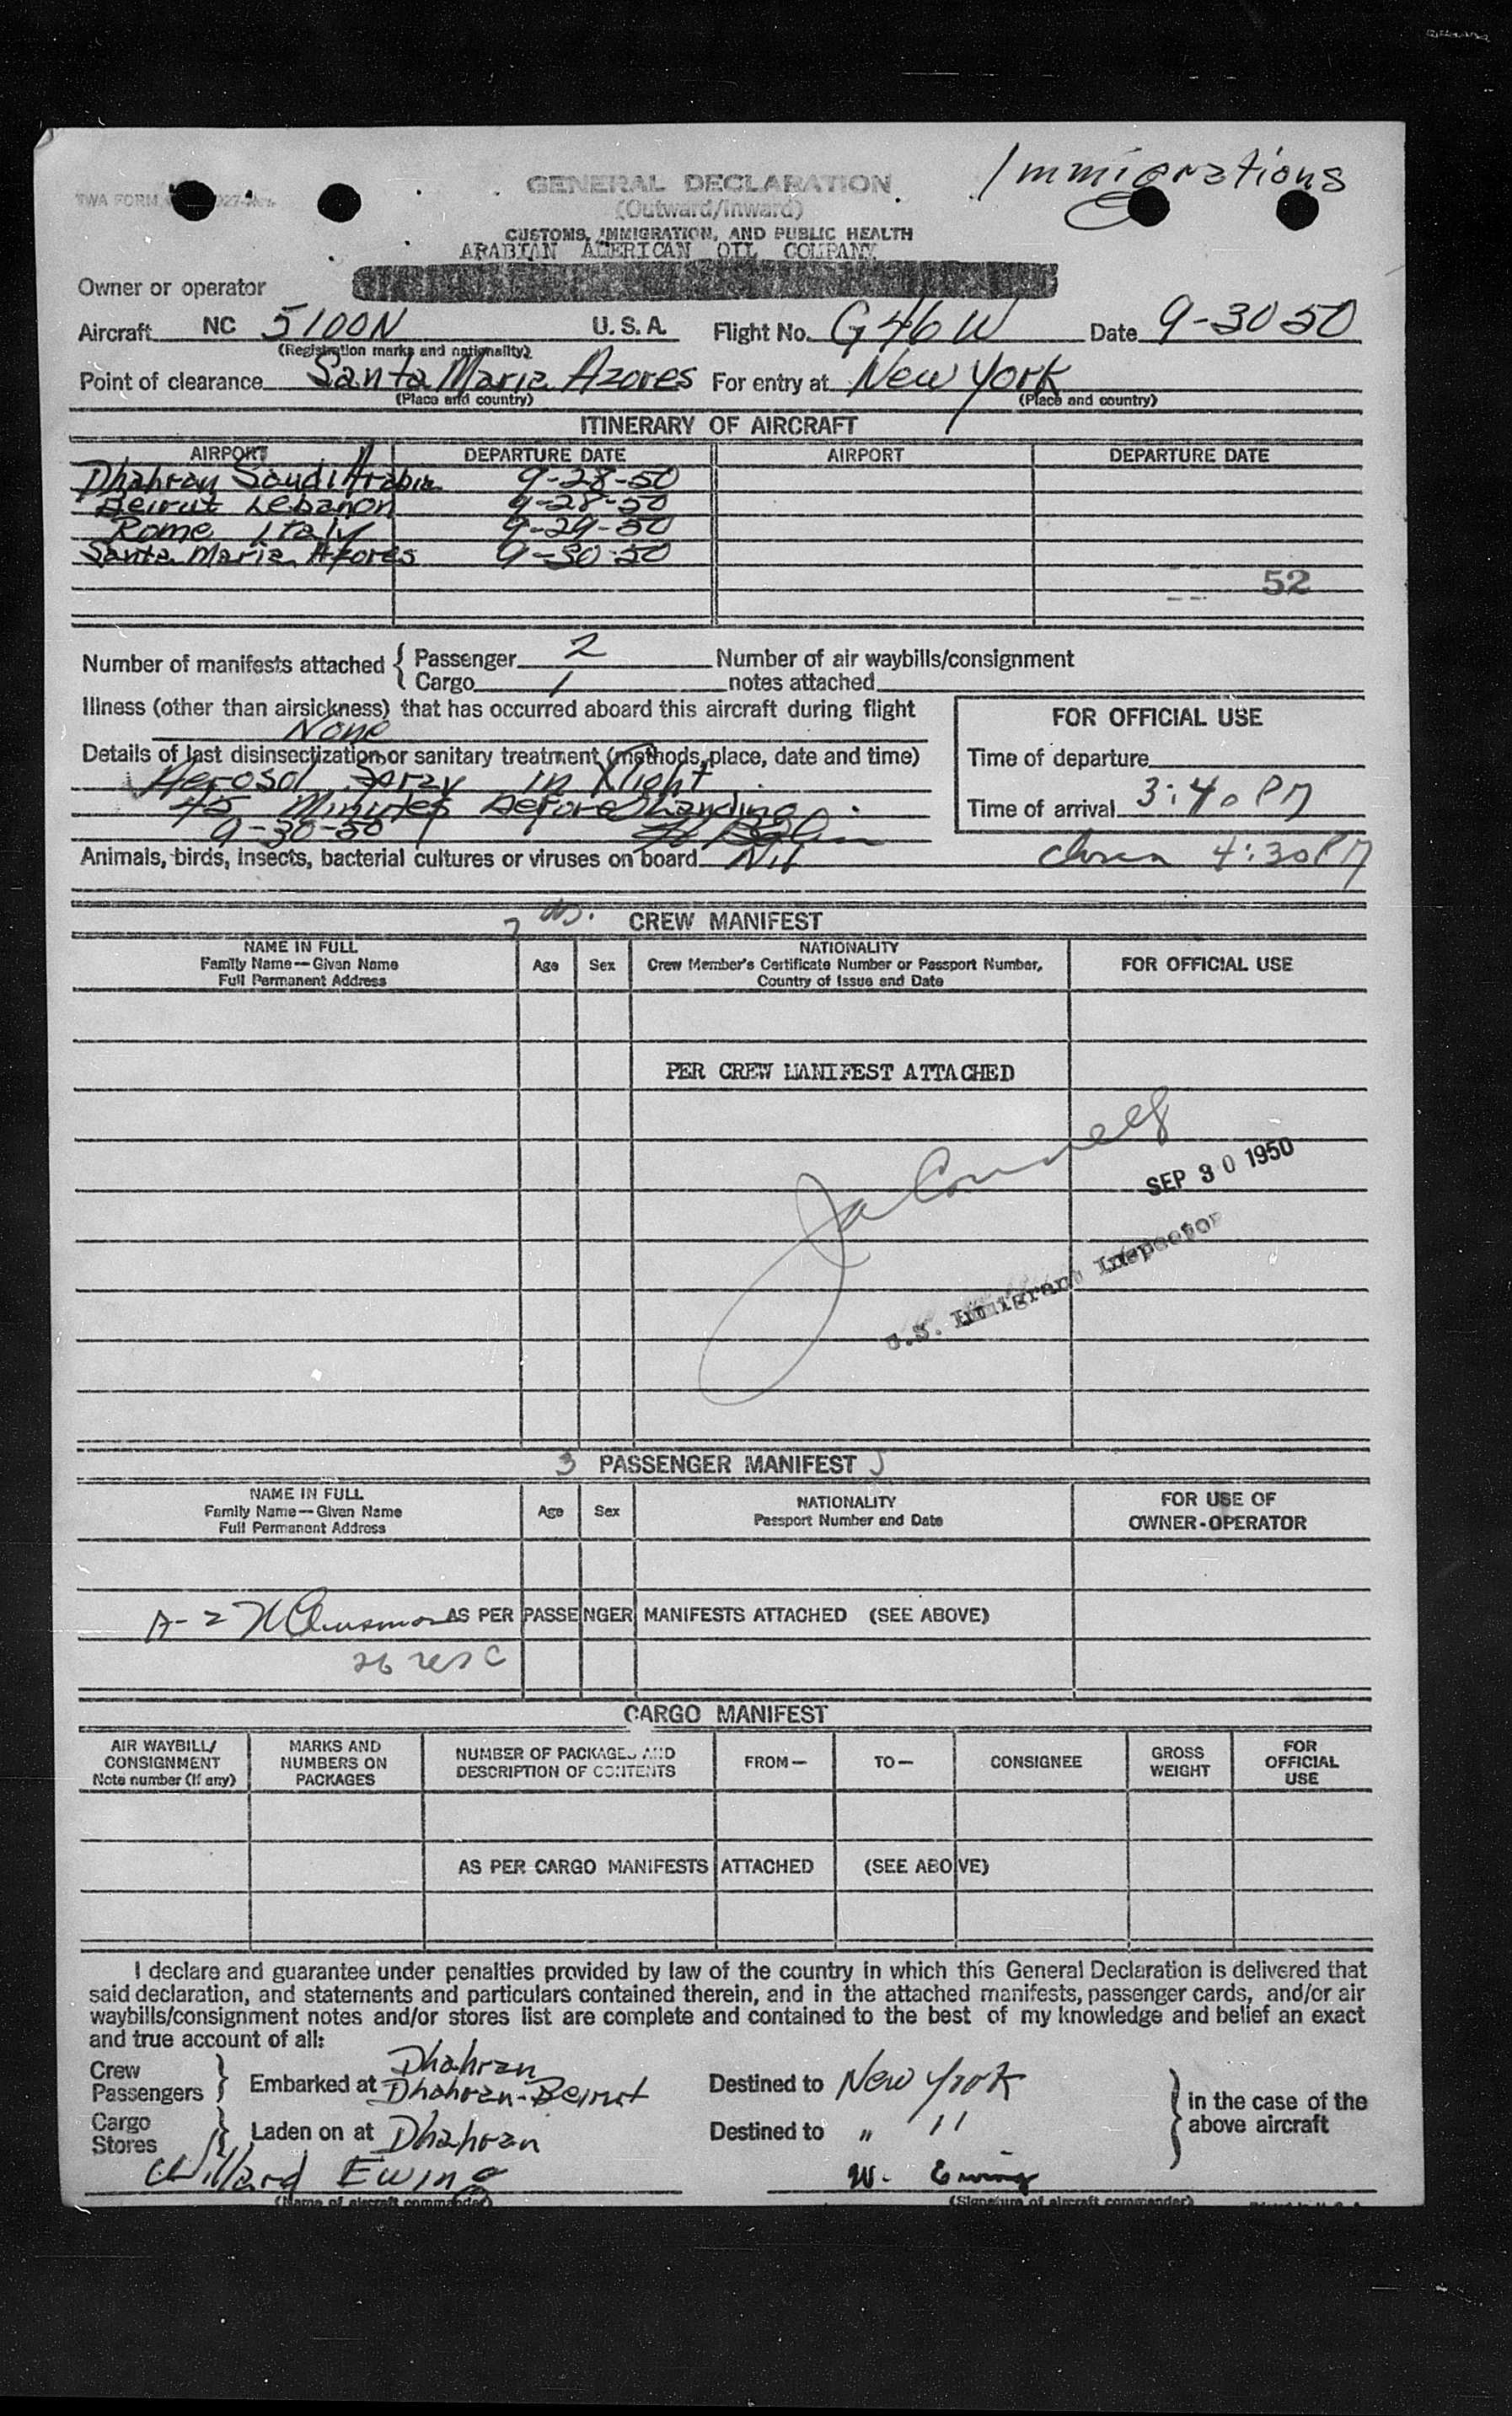 Immigrations
TWA FORM
GENERAL DECLARATION
(Outward/Inward)
CUSTOMS, IMMIGRATION, AND PUBLIC HEALTH
ARABIAN AMERICAN OIL COMPANY
Owner or operator
Aircraft NC 5100N U.S.A. Flight No. G46W Date 9-30 50
(Registration marks and nationality)
Point of clearance Santa Maria Azores For entry at New York
(Place and country) (Place and country)
ITINERARY OF AIRCRAFT
AIRPORT DEPARTURE DATE AIRPORT DEPARTURE DATE
Dhahran Saudi Arabia 9-28-50
Beirut Lebanon 9-28-50
Rome Italy 9-29-50
Santa Maria Azores 9-30-50
52
Number of manifests attached { Passenger 2 Number of air waybills/consignment
Cargo 1 notes attached
Illness (other than airsickness) that has occurred aboard this aircraft during flight
None
FOR OFFICIAL USE
Details of last disinsectization or sanitary treatment (methods, place, date and time)
Time of departure
Aerosol Spray in Flight
45 Minutes Before Landing
Time of arrival 3:40 PM
9-30-50
Animals, birds, insects, bacterial cultures or viruses on board Nil
4:30 PM
7
CREW MANIFEST
NAME IN FULL
Family Name—Given Name
Full Permanent Address
Age Sex
NATIONALITY
Crew Member's Certificate Number or Passport Number,
Country of Issue and Date
FOR OFFICIAL USE
PER CREW MANIFEST ATTACHED
SEP 30 1950
U.S. Immigrant Inspector
3 PASSENGER MANIFEST
NAME IN FULL
Family Name—Given Name
Full Permanent Address
Age Sex
NATIONALITY
Passport Number and Date
FOR USE OF
OWNER-OPERATOR
A-2 AS PER PASSENGER MANIFESTS ATTACHED (SEE ABOVE)
26
CARGO MANIFEST
AIR WAYBILL/
CONSIGNMENT
Note number (if any)
MARKS AND
NUMBERS ON
PACKAGES
NUMBER OF PACKAGES AND
DESCRIPTION OF CONTENTS
FROM—
TO—
CONSIGNEE
GROSS
WEIGHT
FOR
OFFICIAL
USE
AS PER CARGO MANIFESTS ATTACHED (SEE ABOVE)
I declare and guarantee under penalties provided by law of the country in which this General Declaration is delivered that
said declaration, and statements and particulars contained therein, and in the attached manifests, passenger cards, and/or air
waybills/consignment notes and/or stores list are complete and contained to the best of my knowledge and belief an exact
and true account of all:
Crew Dhahran
Passengers } Embarked at Dhahran-Beirut Destined to New York } in the case of the
above aircraft
Cargo
Stores } Laden on at Dhahran Destined to " "
Willard Ewing W. Ewing
(Name of aircraft commander) (Signature of aircraft commander)